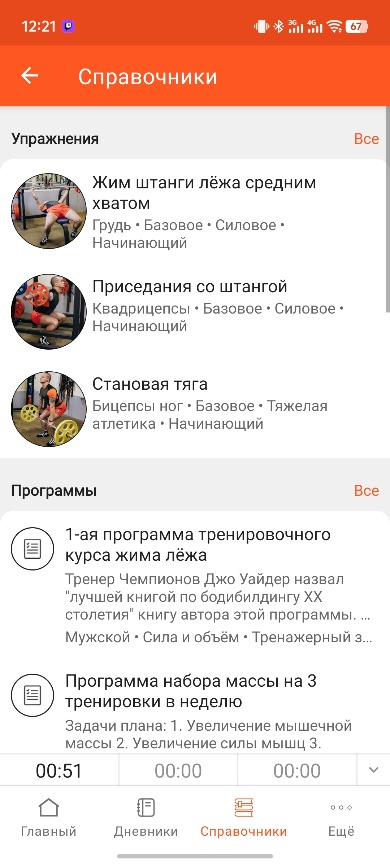 12:21
3G
4G
67
Справочники
Упражнения
Все
Жим штанги лёжа средним
хватом
Грудь • Базовое • Силовое •
Начинающий
Приседания со штангой
Квадрицепсы • Базовое • Силовое •
Начинающий
Становая тяга
Бицепсы ног • Базовое • Тяжелая
атлетика • Начинающий
Программы
Все
1-ая программа тренировочного
курса жима лёжа
Тренер Чемпионов Джо Уайдер назвал
"лучшей книгой по бодибилдингу XX
столетия" книгу автора этой программы. ...
Мужской • Сила и объём • Тренажерный з...
Программа набора массы на 3
тренировки в неделю
Задачи плана: 1. Увеличение мышечной
массы 2. Увеличение силы мышц 3.
00:51
00:00
00:00
Главный
Дневники
Справочники
Ещё